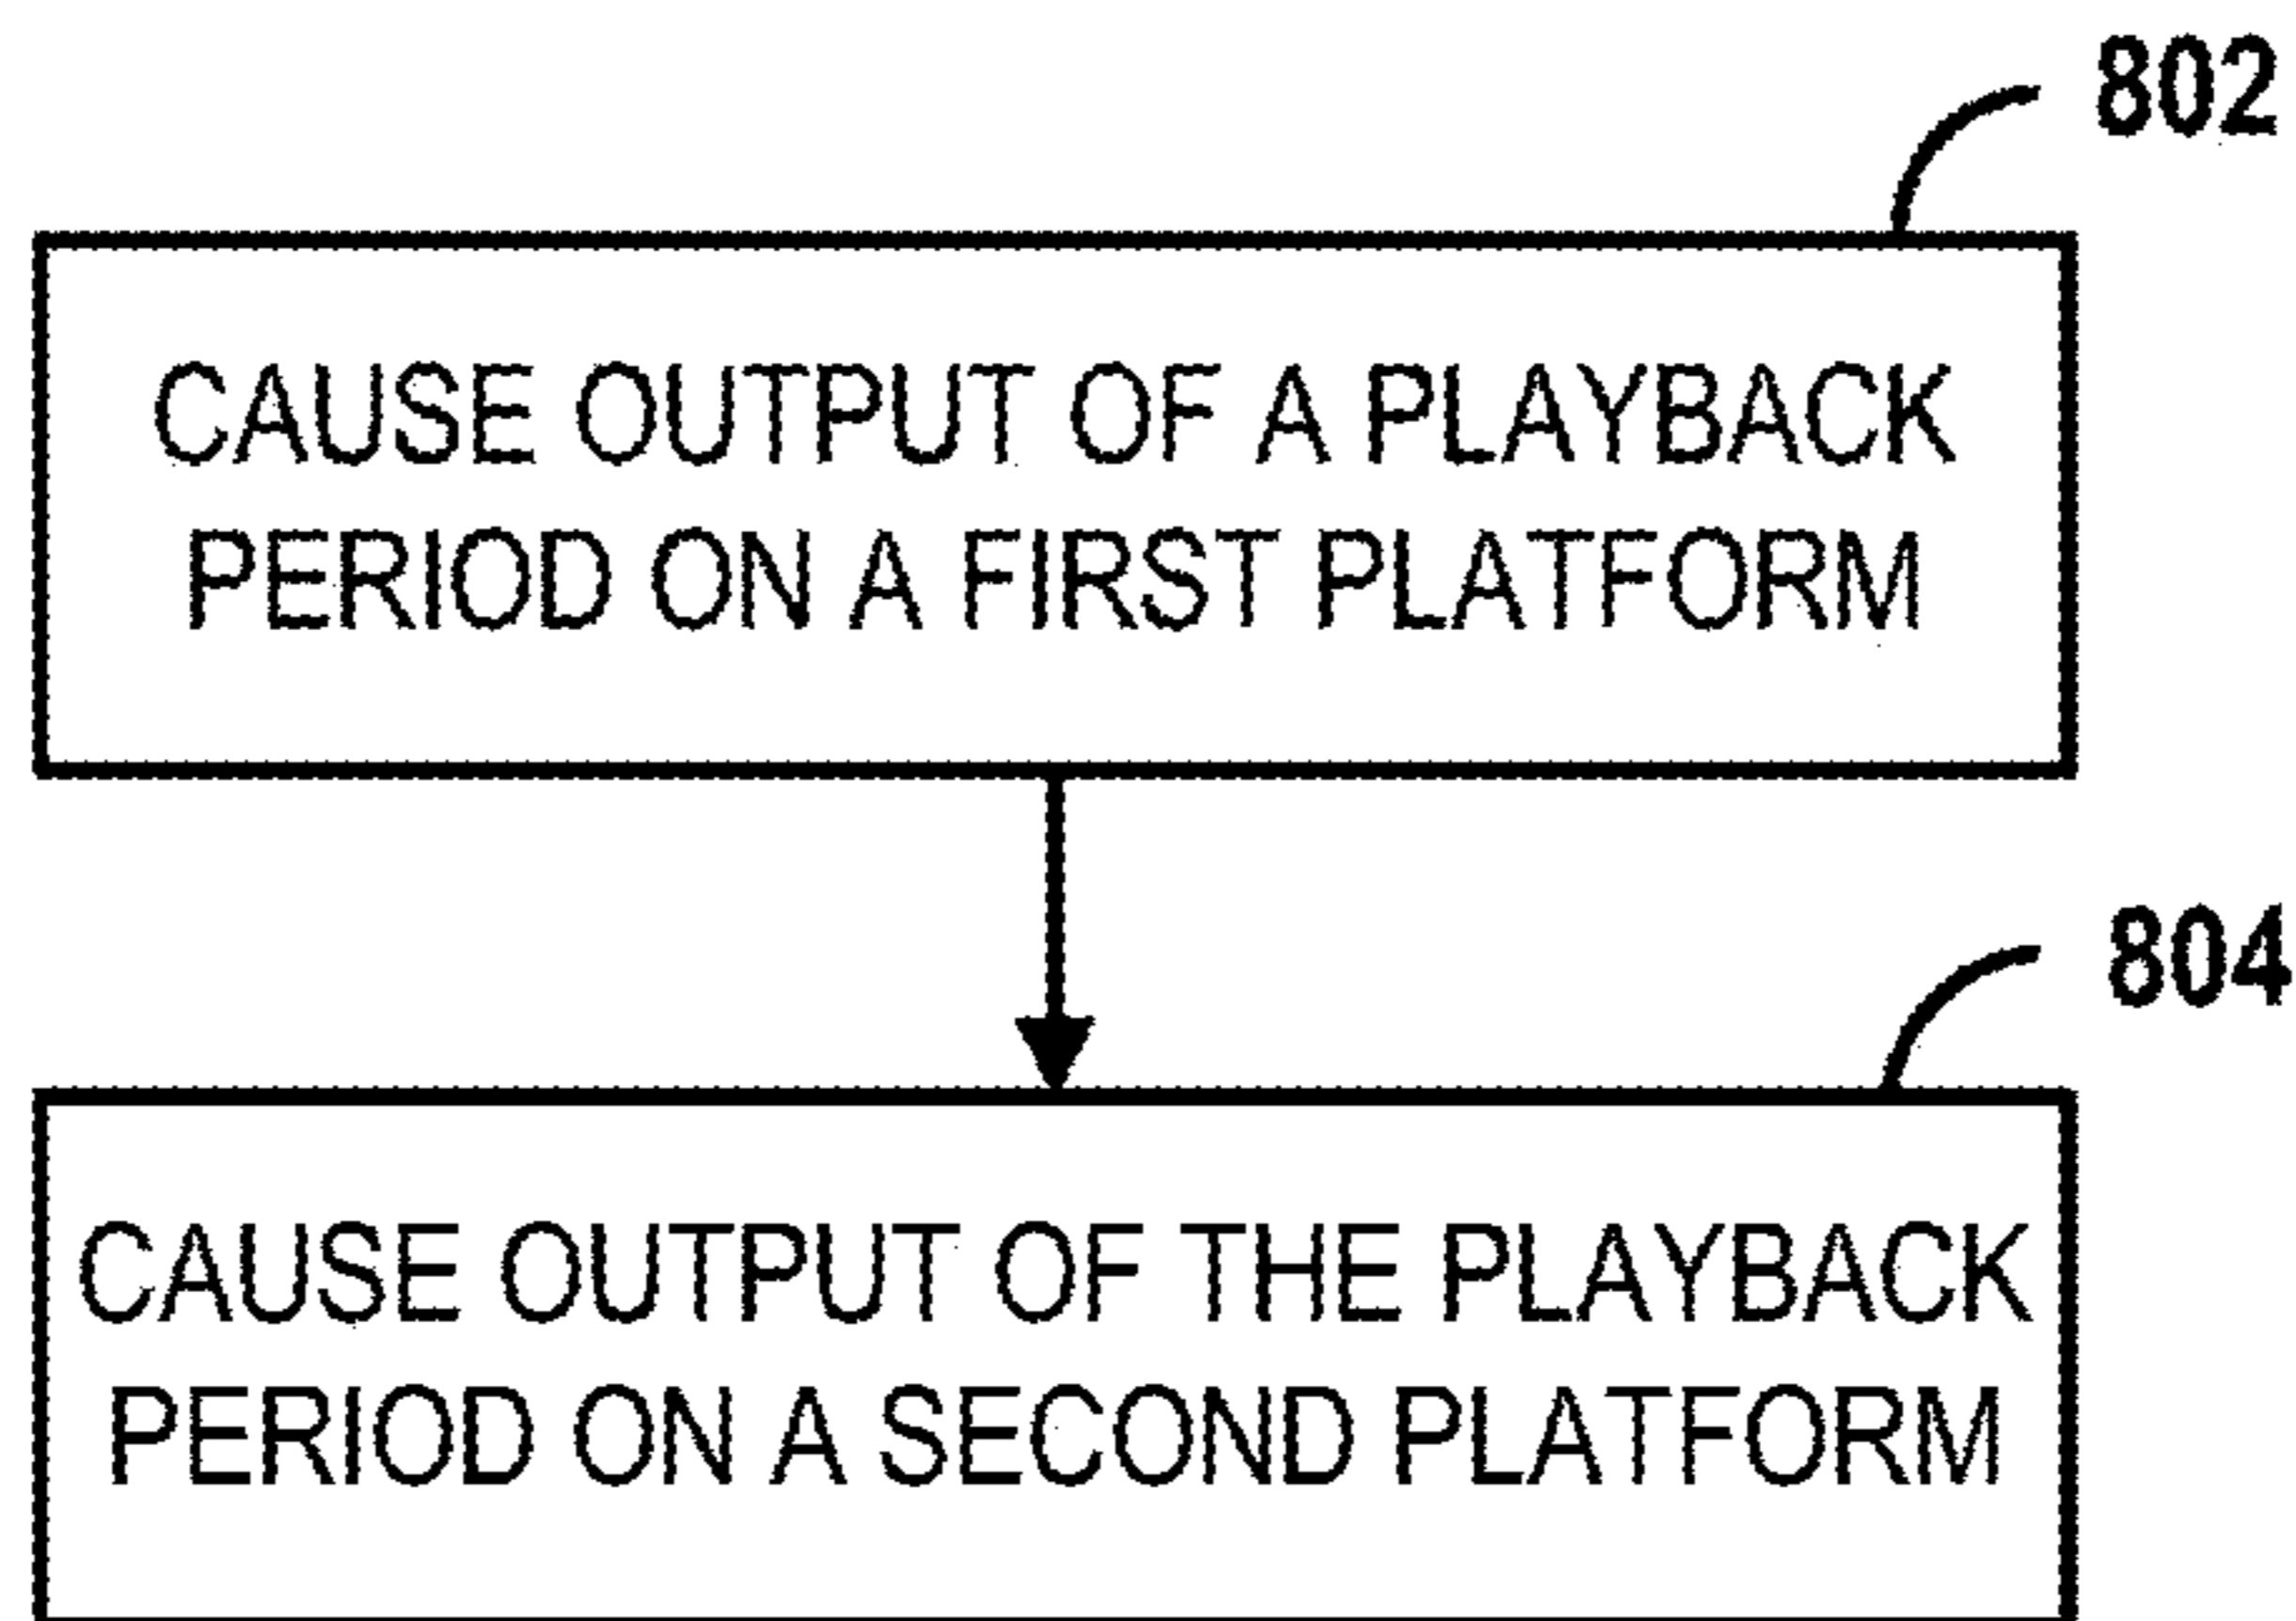 802
CAUSE OUTPUT OF A PLAYBACK
PERIOD ON A FIRST PLATFORM
804
CAUSE OUTPUT OF THE PLAYBACK
PERIOD ON A SECOND PLATFORM